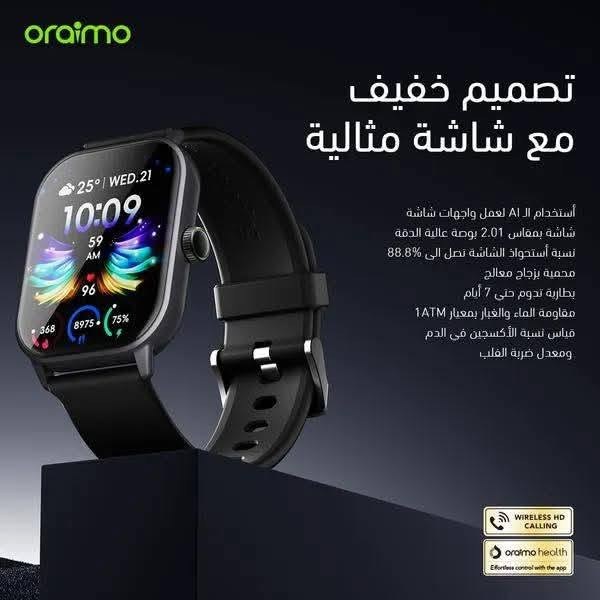 oraimo
تصميم خفيف
مع شاشة مثالية
أستخدام الـ AI لعمل واجهات شاشة
شاشة بمقاس 2.01 بوصة عالية الدقة
نسبة أستحواذ الشاشة تصل الى 88.8%
محمية بزجاج معالج
بطارية تدوم حتي 7 أيام
مقاومة الماء والغبار بمعيار 1ATM
قياس نسبة الأكسجين في الدم
ومعدل ضربة القلب
25° WED.21
10:09
59
AM
96
368
8975
75%
WIRELESS HD
CALLING
oraimo health
Effortless control with the app